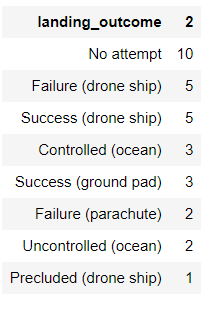 landing_outcome 2
No attempt 10
Failure (drone ship) 5
Success (drone ship) 5
Controlled (ocean) 3
Success (ground pad) 3
Failure (parachute) 2
Uncontrolled (ocean) 2
Precluded (drone ship) 1